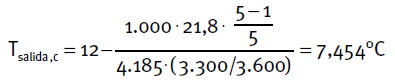 T_salida,c = 12 − (1.000 · 21,8 · (5−1)/5) / (4.185 · (3.300/3.600)) = 7,454°C